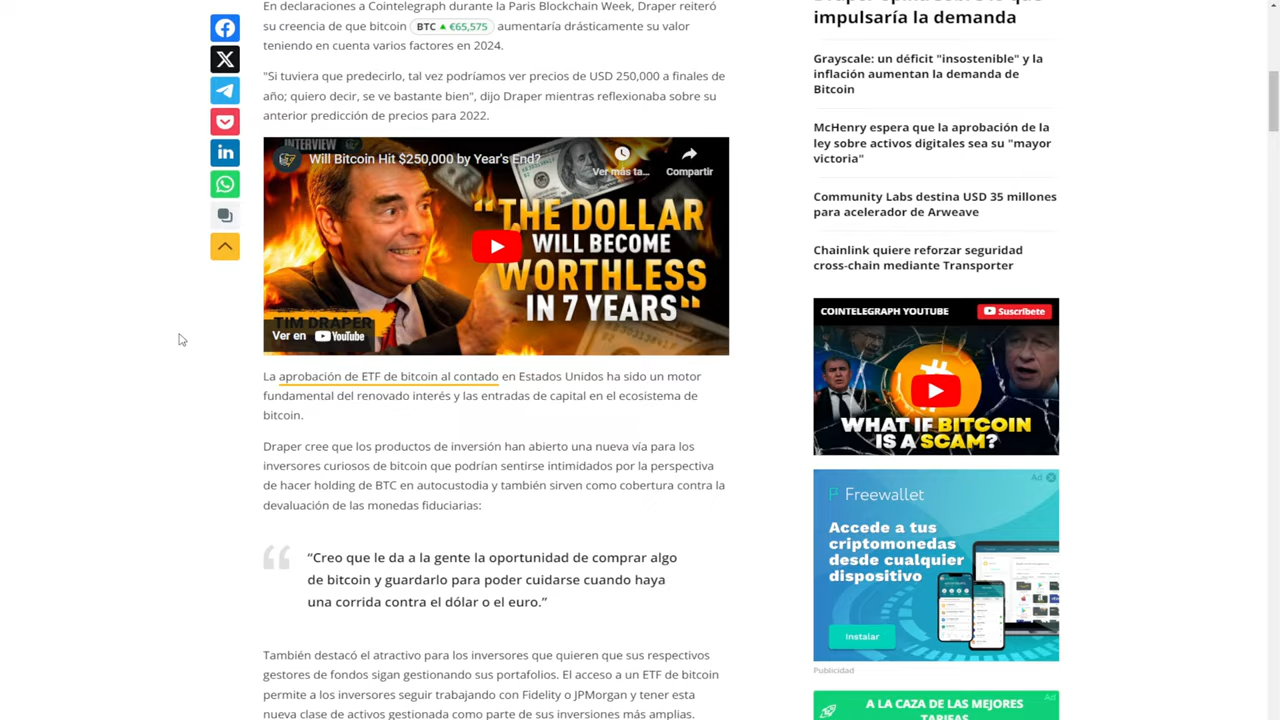 En declaraciones a Cointelegraph durante la Paris Blockchain Week, Draper reiteró
su creencia de que bitcoin BTC ▲ €65,575 aumentaría drásticamente su valor
teniendo en cuenta varios factores en 2024.
"Si tuviera que predecirlo, tal vez podríamos ver precios de USD 250,000 a finales de
año; quiero decir, se ve bastante bien", dijo Draper mientras reflexionaba sobre su
anterior predicción de precios para 2022.
INTERVIEW
Will Bitcoin Hit $250,000 by Year's End?
Ver más ta...
Compartir
“THE DOLLAR
WILL BECOME
WORTHLESS
IN 7 YEARS”
TIM DRAPER
Ver en YouTube
La aprobación de ETF de bitcoin al contado en Estados Unidos ha sido un motor
fundamental del renovado interés y las entradas de capital en el ecosistema de
bitcoin.
Draper cree que los productos de inversión han abierto una nueva vía para los
inversores curiosos de bitcoin que podrían sentirse intimidados por la perspectiva
de hacer holding de BTC en autocustodia y también sirven como cobertura contra la
devaluación de las monedas fiduciarias:
“Creo que le da a la gente la oportunidad de comprar algo
de bitcoin y guardarlo para poder cuidarse cuando haya
una corrida contra el dólar o el euro.”
También destacó el atractivo para los inversores que quieren que sus respectivos
gestores de fondos sigan gestionando sus portafolios. El acceso a un ETF de bitcoin
permite a los inversores seguir trabajando con Fidelity o JPMorgan y tener esta
nueva clase de activos gestionada como parte de sus inversiones más amplias.
impulsaría la demanda
Grayscale: un déficit "insostenible" y la
inflación aumentan la demanda de
Bitcoin
McHenry espera que la aprobación de la
ley sobre activos digitales sea su "mayor
victoria"
Community Labs destina USD 35 millones
para acelerador de Arweave
Chainlink quiere reforzar seguridad
cross-chain mediante Transporter
COINTELEGRAPH YOUTUBE
Suscríbete
WHAT IF BITCOIN
IS A SCAM?
Ad
Freewallet
Accede a tus
criptomonedas
desde cualquier
dispositivo
Instalar
Publicidad
Ad
A LA CAZA DE LAS MEJORES
TARIFAS